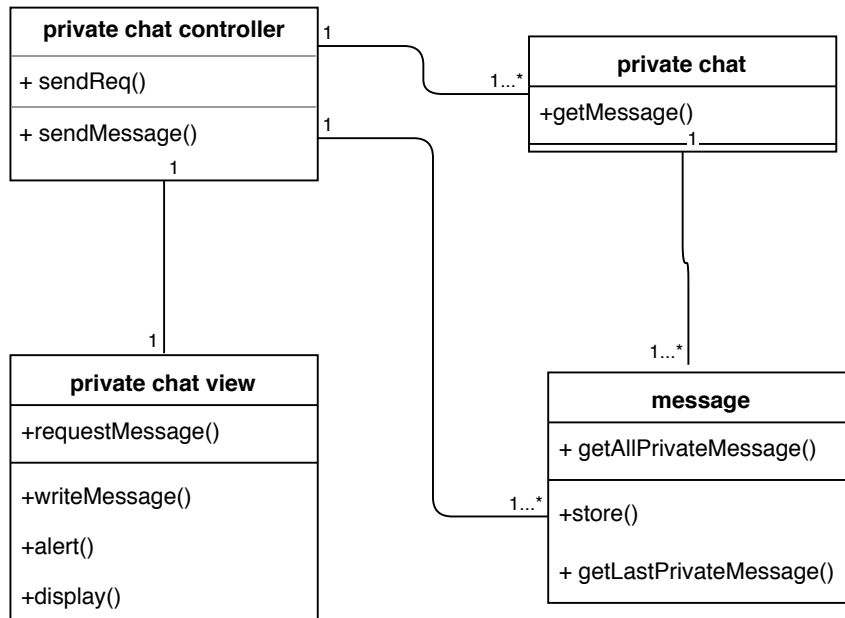 private chat controller
+ sendReq()
+ sendMessage()
1
1
1
1...*
private chat
+getMessage()
1
1
private chat view
+requestMessage()
+writeMessage()
+alert()
+display()
1...*
1...*
message
+ getAllPrivateMessage()
+store()
+ getLastPrivateMessage()